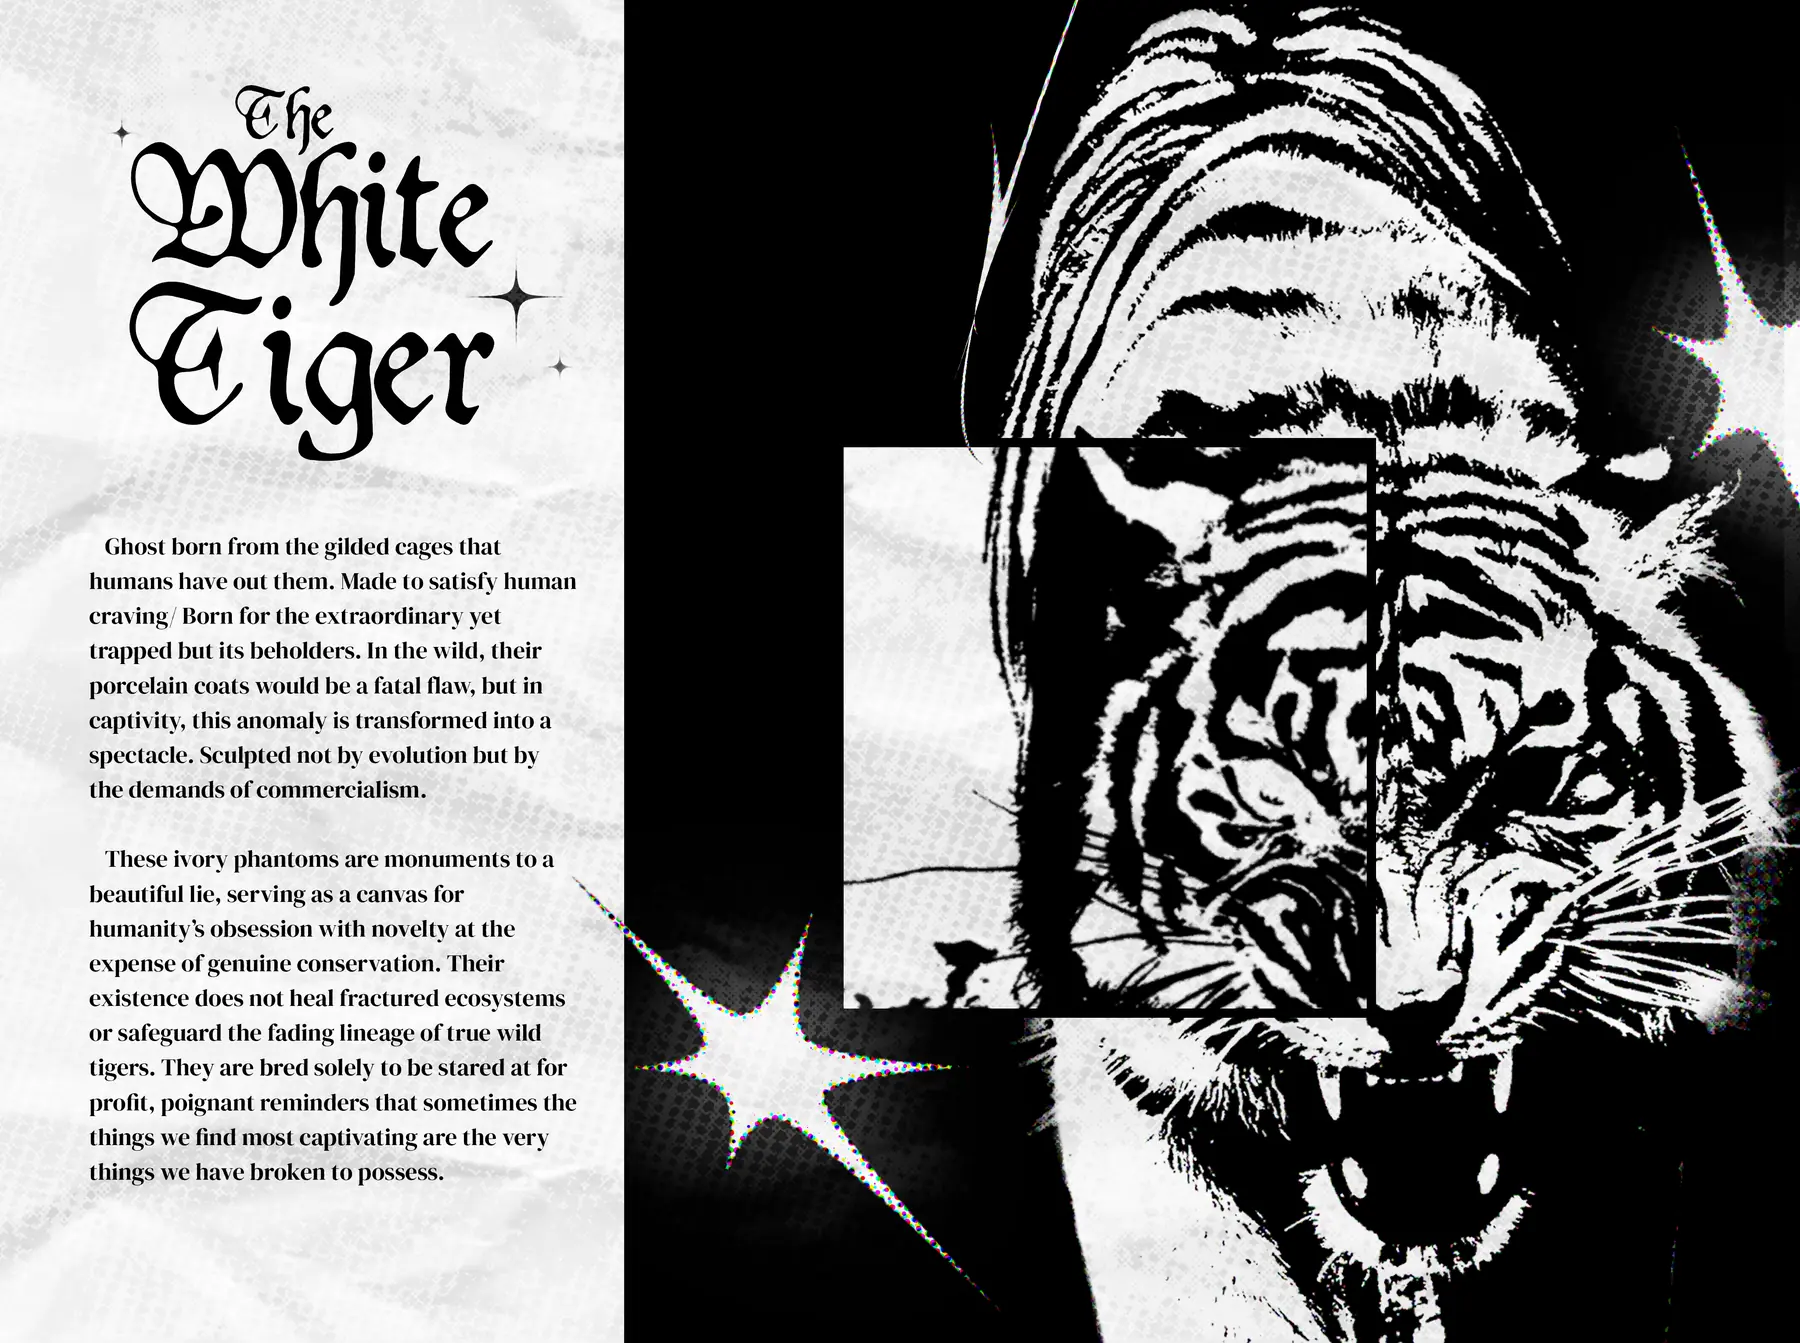 The
White
Tiger
Ghost born from the gilded cages that
humans have out them. Made to satisfy human
craving/ Born for the extraordinary yet
trapped but its beholders. In the wild, their
porcelain coats would be a fatal flaw, but in
captivity, this anomaly is transformed into a
spectacle. Sculpted not by evolution but by
the demands of commercialism.
These ivory phantoms are monuments to a
beautiful lie, serving as a canvas for
humanity’s obsession with novelty at the
expense of genuine conservation. Their
existence does not heal fractured ecosystems
or safeguard the fading lineage of true wild
tigers. They are bred solely to be stared at for
profit, poignant reminders that sometimes the
things we find most captivating are the very
things we have broken to possess.